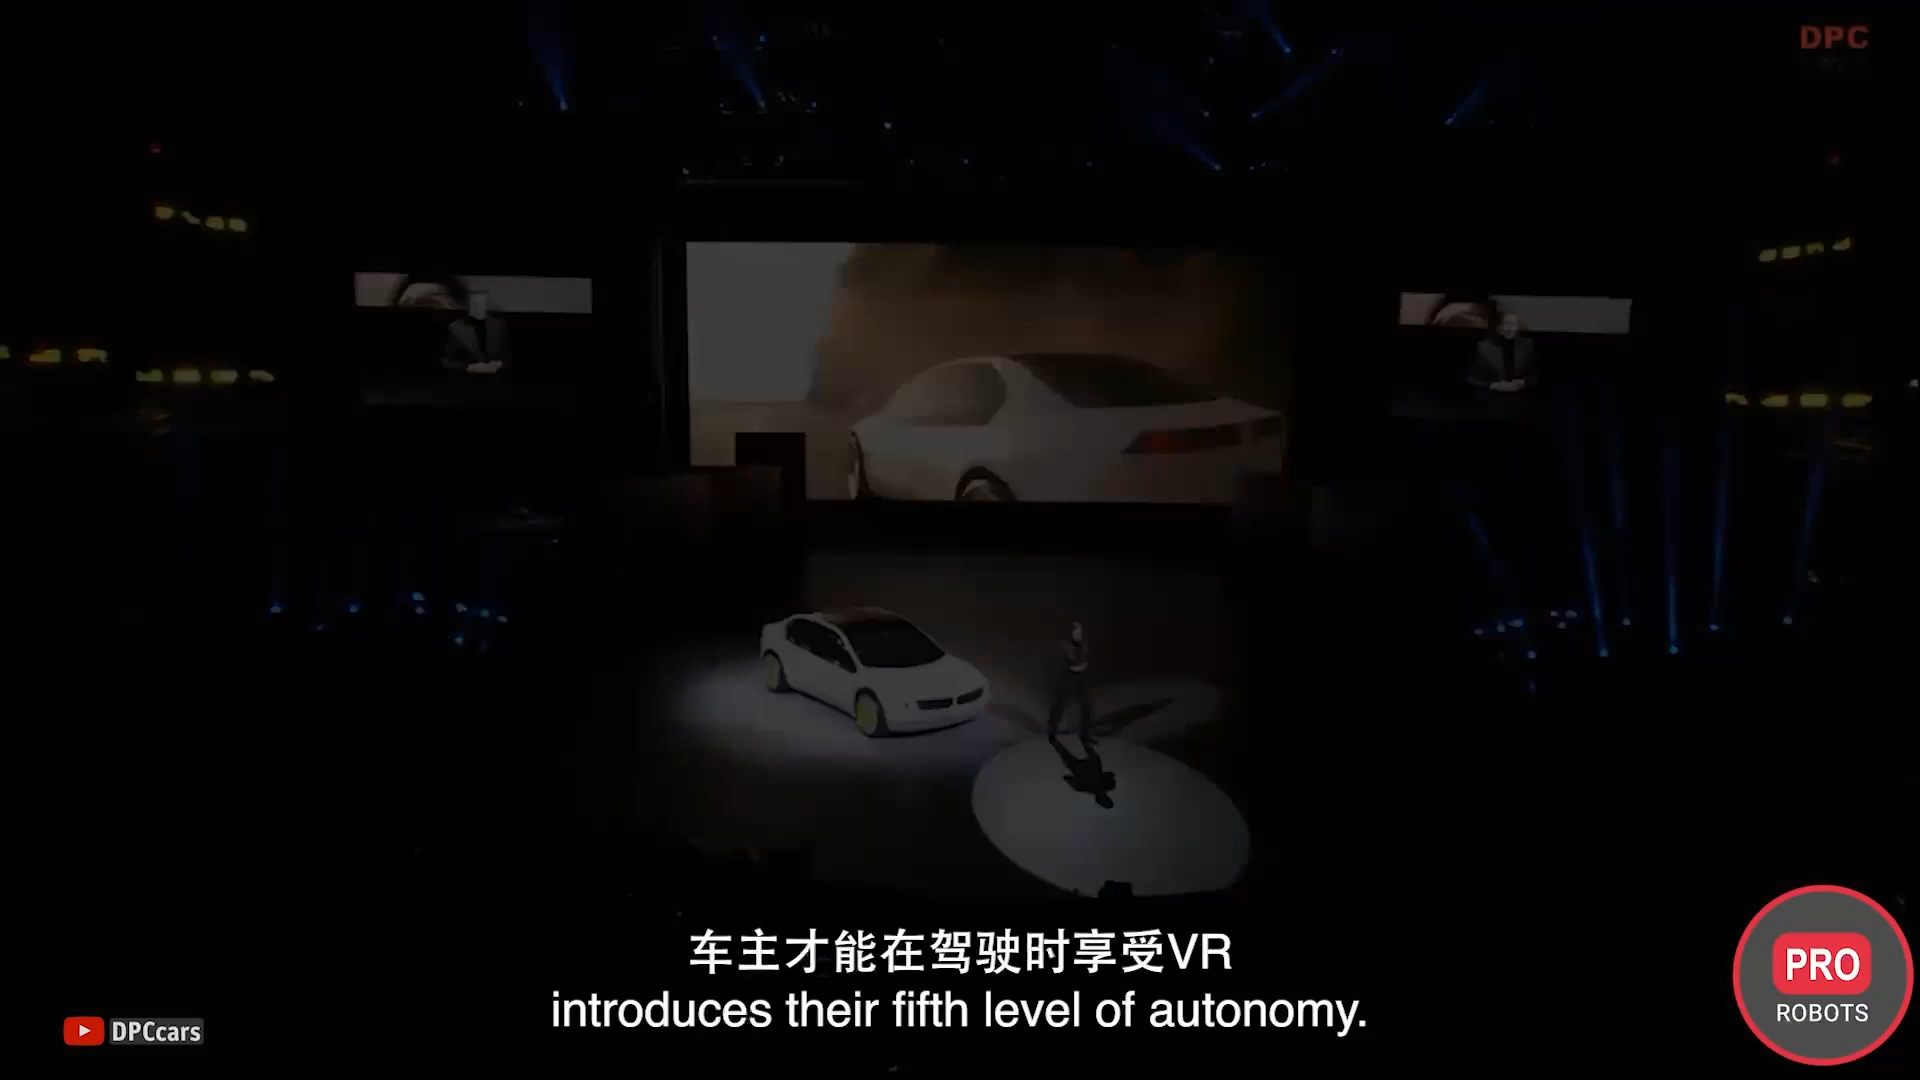 DPC
车主才能在驾驶时享受VR
introduces their fifth level of autonomy.
DPCcars
PRO
ROBOTS